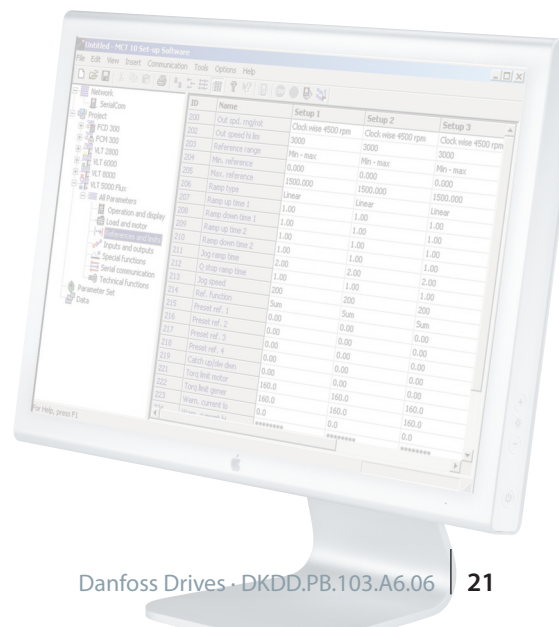 Untitled - MCT 10 Set-up Software
File Edit View Insert Communication Tools Options Help
Network
SerialCom
Project
FCD 300
FCM 300
VLT 2800
VLT 6000
VLT 8000
VLT 5000 Flux
All Parameters
Operation and display
Load and motor
References and limits
Inputs and outputs
Special functions
Serial communication
Technical functions
Parameter Set
Data
ID Name Setup 1 Setup 2 Setup 3
200 Out spd. rng/rot Clock wise 4500 rpm Clock wise 4500 rpm Clock wise 4500 rpm
202 Out speed hi lim 3000 3000 3000
203 Reference range Min - max Min - max Min - max
204 Min. reference 0.000 0.000 0.000
205 Max. reference 1500.000 1500.000 1500.000
206 Ramp type Linear Linear Linear
207 Ramp up time 1 1.00 1.00 1.00
208 Ramp down time 1 1.00 1.00 1.00
209 Ramp up time 2 1.00 1.00 1.00
210 Ramp down time 2 1.00 1.00 1.00
211 Jog ramp time 2.00 2.00 2.00
212 Q stop ramp time 1.00 1.00 1.00
213 Jog speed 200 200 200
214 Ref. function Sum Sum Sum
215 Preset ref. 1 0.00 0.00 0.00
216 Preset ref. 2 0.00 0.00 0.00
217 Preset ref. 3 0.00 0.00 0.00
218 Preset ref. 4 0.00 0.00 0.00
219 Catch up/slw dwn 0.00 0.00 0.00
221 Torq limit motor 160.0 160.0 160.0
222 Torq limit gener 160.0 160.0 160.0
223 Warn. current lo 0.0 0.0 0.0
******** ******** ********
For Help, press F1
Danfoss Drives · DKDD.PB.103.A6.06 | 21